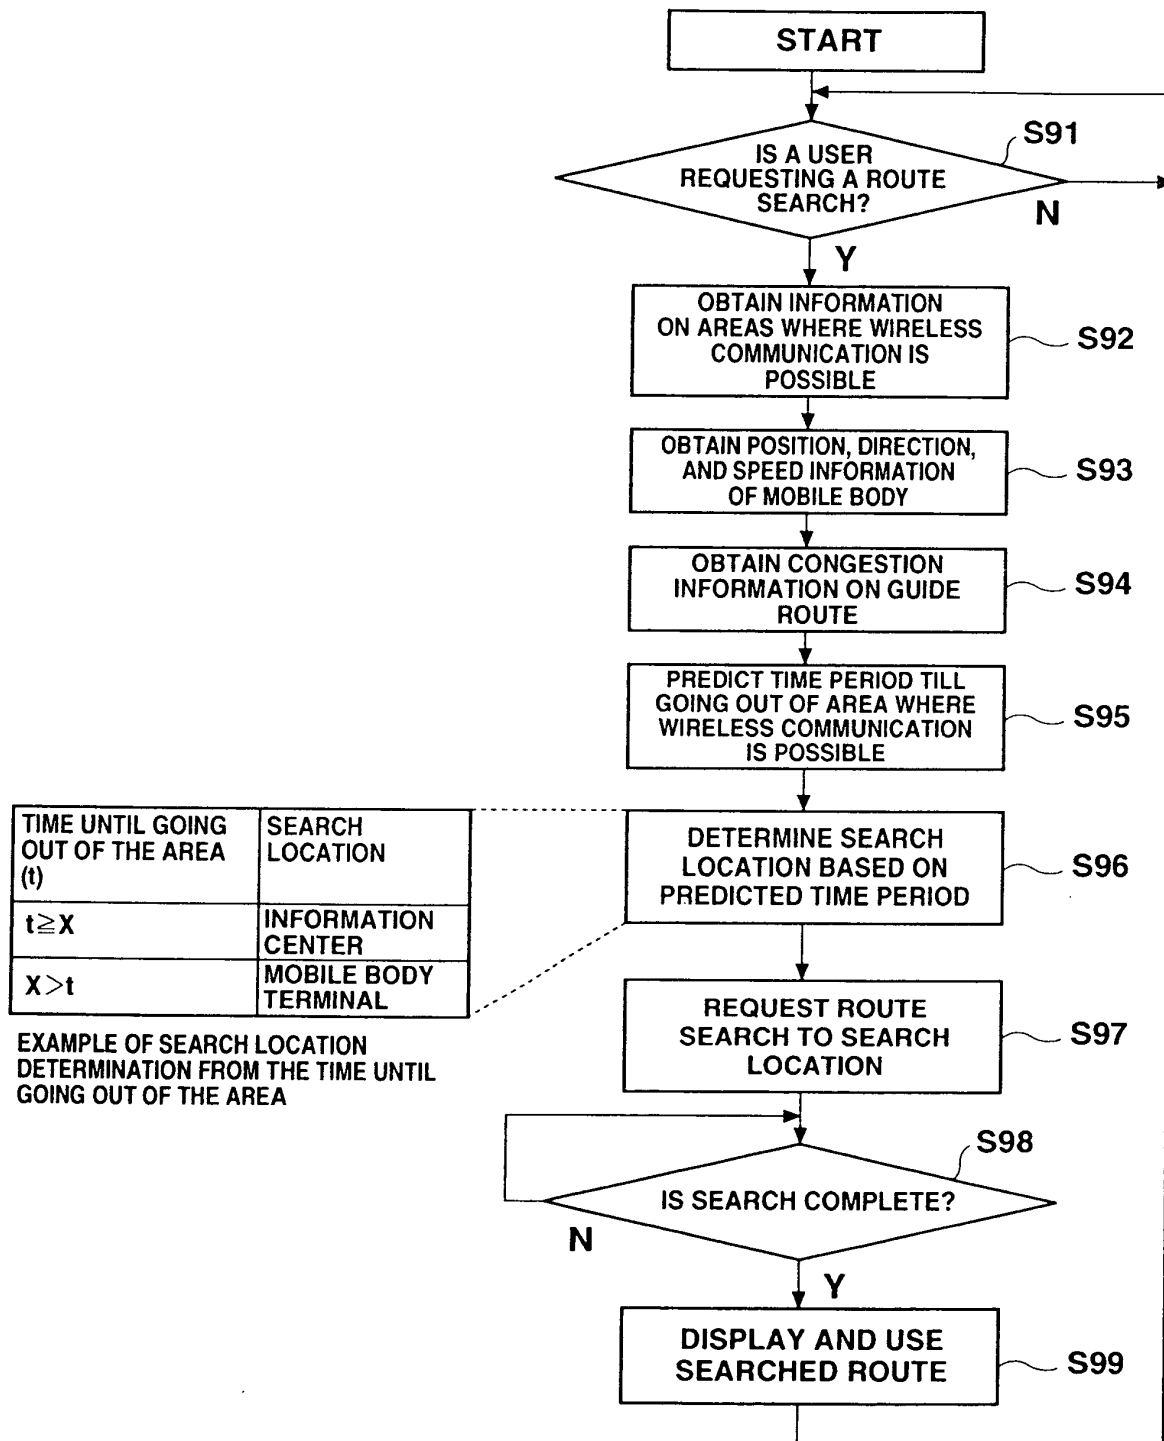 START
S91
IS A USER
REQUESTING A ROUTE
SEARCH?
N
Y
OBTAIN INFORMATION
ON AREAS WHERE WIRELESS
COMMUNICATION IS
POSSIBLE
S92
OBTAIN POSITION, DIRECTION,
AND SPEED INFORMATION
OF MOBILE BODY
S93
OBTAIN CONGESTION
INFORMATION ON GUIDE
ROUTE
S94
PREDICT TIME PERIOD TILL
GOING OUT OF AREA WHERE
WIRELESS COMMUNICATION
IS POSSIBLE
S95
DETERMINE SEARCH
LOCATION BASED ON
PREDICTED TIME PERIOD
S96
TIME UNTIL GOING
OUT OF THE AREA
(t)
SEARCH
LOCATION
t≧X
INFORMATION
CENTER
X>t
MOBILE BODY
TERMINAL
EXAMPLE OF SEARCH LOCATION
DETERMINATION FROM THE TIME UNTIL
GOING OUT OF THE AREA
REQUEST ROUTE
SEARCH TO SEARCH
LOCATION
S97
S98
IS SEARCH COMPLETE?
N
Y
DISPLAY AND USE
SEARCHED ROUTE
S99